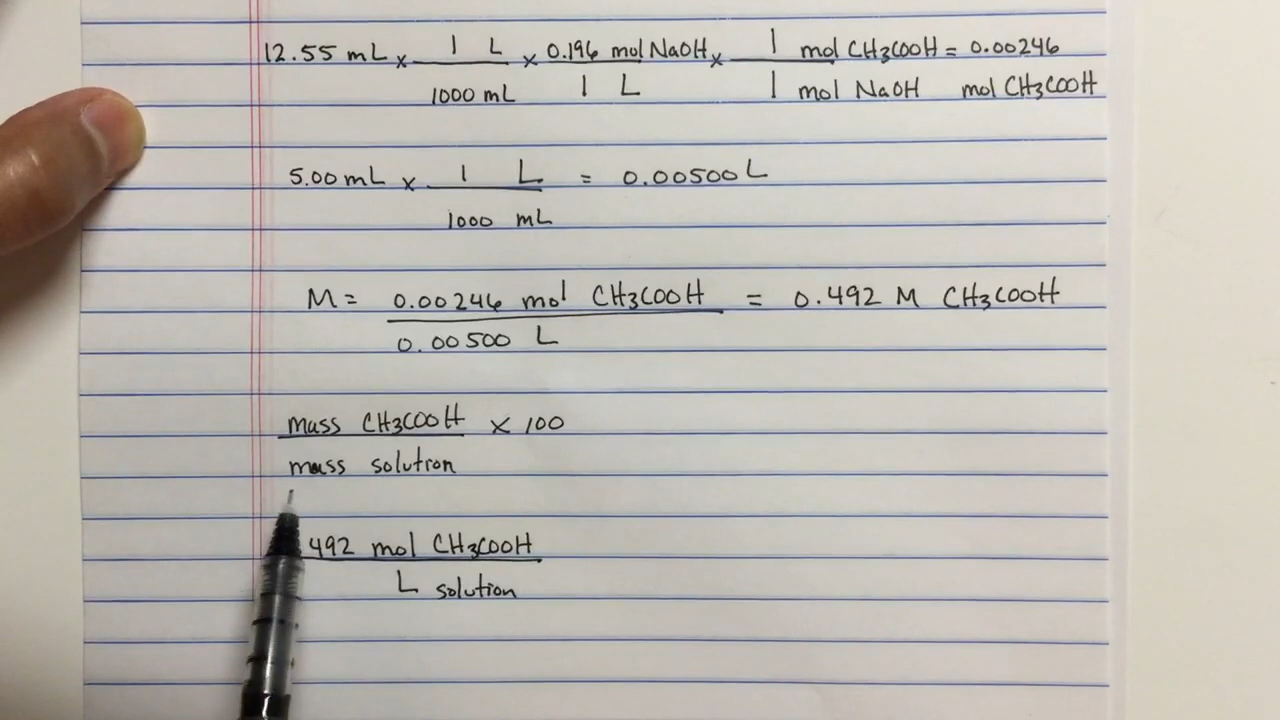 12.55 mL x 1 L x 0.196 mol NaOH x 1 mol CH3COOH = 0.00246
1000 mL 1 L 1 mol NaOH mol CH3COOH
5.00 mL x 1 L = 0.00500 L
1000 mL
M = 0.00246 mol CH3COOH = 0.492 M CH3COOH
0.00500 L
mass CH3COOH x 100
mass solution
492 mol CH3COOH
L solution